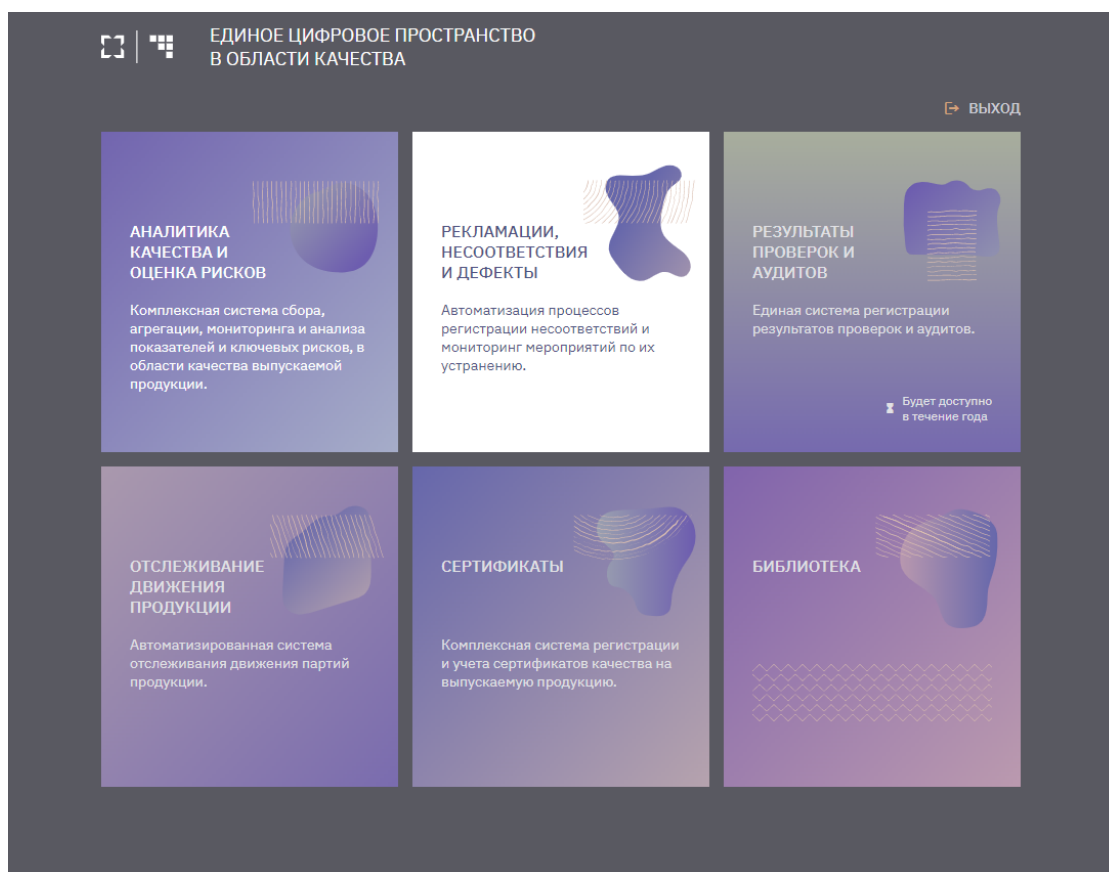 ЕДИНОЕ ЦИФРОВОЕ ПРОСТРАНСТВО
В ОБЛАСТИ КАЧЕСТВА
ВЫХОД
АНАЛИТИКА
КАЧЕСТВА И
ОЦЕНКА РИСКОВ
Комплексная система сбора,
агрегации, мониторинга и анализа
показателей и ключевых рисков, в
области качества выпускаемой
продукции.
РЕКЛАМАЦИИ,
НЕСООТВЕТСТВИЯ
И ДЕФЕКТЫ
Автоматизация процессов
регистрации несоответствий и
мониторинг мероприятий по их
устранению.
РЕЗУЛЬТАТЫ
ПРОВЕРОК И
АУДИТОВ
Единая система регистрации
результатов проверок и аудитов.
Будет доступно
в течение года
ОТСЛЕЖИВАНИЕ
ДВИЖЕНИЯ
ПРОДУКЦИИ
Автоматизированная система
отслеживания движения партий
продукции.
СЕРТИФИКАТЫ
Комплексная система регистрации
и учета сертификатов качества на
выпускаемую продукцию.
БИБЛИОТЕКА